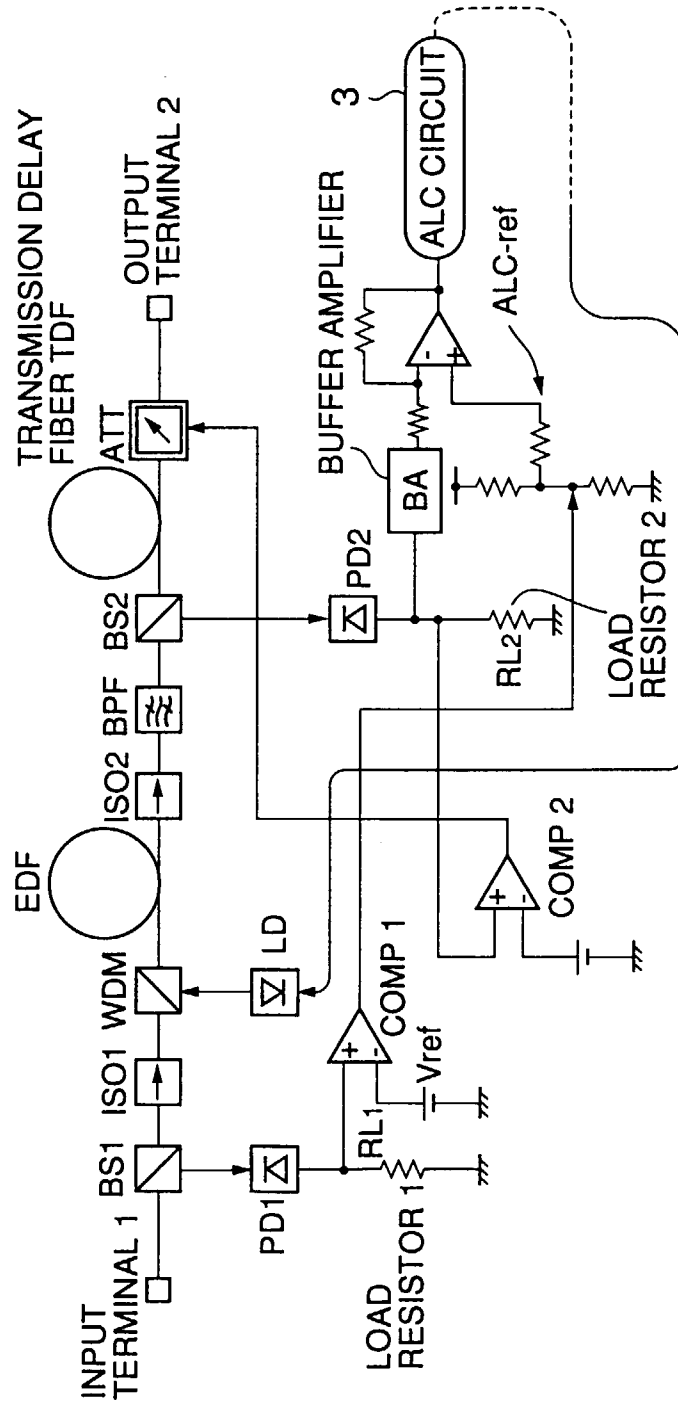 INPUT
TERMINAL 1
BS1
ISO1
WDM
EDF
ISO2
BPF
BS2
TRANSMISSION DELAY
FIBER TDF
ATT
OUTPUT
TERMINAL 2
PD1
LD
PD2
BUFFER AMPLIFIER
BA
3
ALC CIRCUIT
ALC-ref
RL1
COMP 1
Vref
LOAD
RESISTOR 1
COMP 2
RL2
LOAD
RESISTOR 2
+
-
+
-
-
+